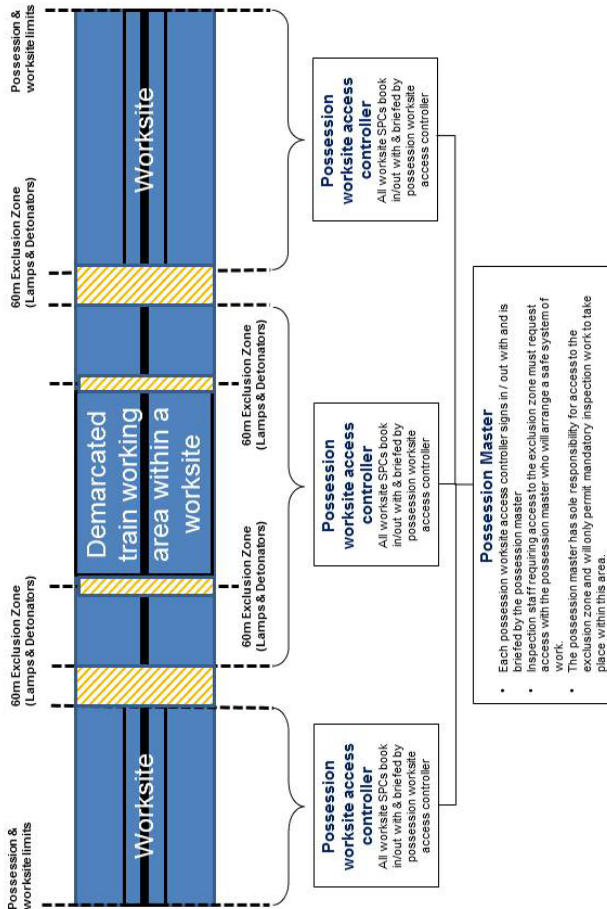 Possession &
worksite limits
60m Exclusion Zone
(Lamps & Detonators)
60m Exclusion Zone
(Lamps & Detonators)
Possession &
worksite limits
Worksite
Demarcated
train working
area within a
worksite
Worksite
60m Exclusion Zone
(Lamps & Detonators)
60m Exclusion Zone
(Lamps & Detonators)
Possession
worksite access
controller
All worksite SPCs book
in/out with & briefed by
possession worksite
access controller
Possession
worksite access
controller
All worksite SPCs book
in/out with & briefed by
possession worksite
access controller
Possession
worksite access
controller
All worksite SPCs book
in/out with & briefed by
possession worksite
access controller
Possession Master
• Each possession worksite access controller signs in / out with and is
briefed by the possession master
• Inspection staff requiring access to the exclusion zone must request
access with the possession master who will arrange a safe system of
work.
• The possession master has sole responsibility for access to the
exclusion zone and will only permit mandatory inspection work to take
place within this area.